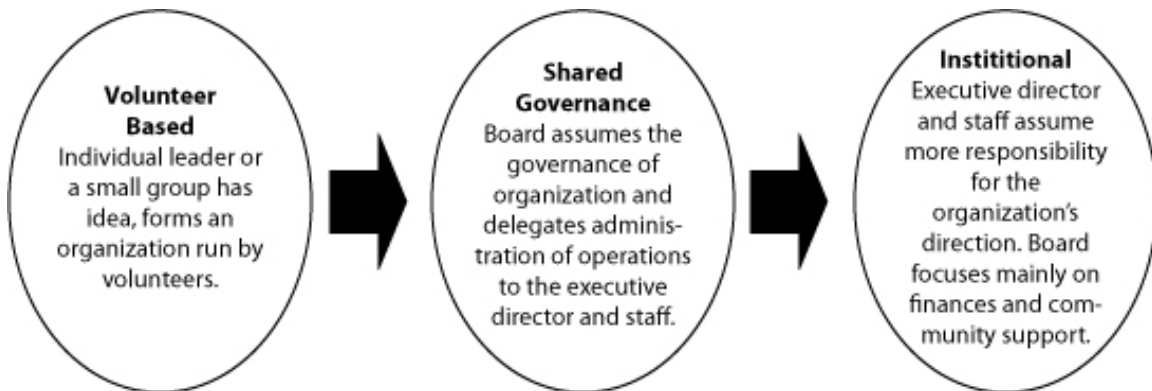 Volunteer
Based
Individual leader or
a small group has
idea, forms an
organization run by
volunteers.
Shared
Governance
Board assumes the
governance of
organization and
delegates adminis-
tration of operations
to the executive
director and staff.
Instititional
Executive director
and staff assume
more responsibility
for the
organization's
direction. Board
focuses mainly on
finances and com-
munity support.